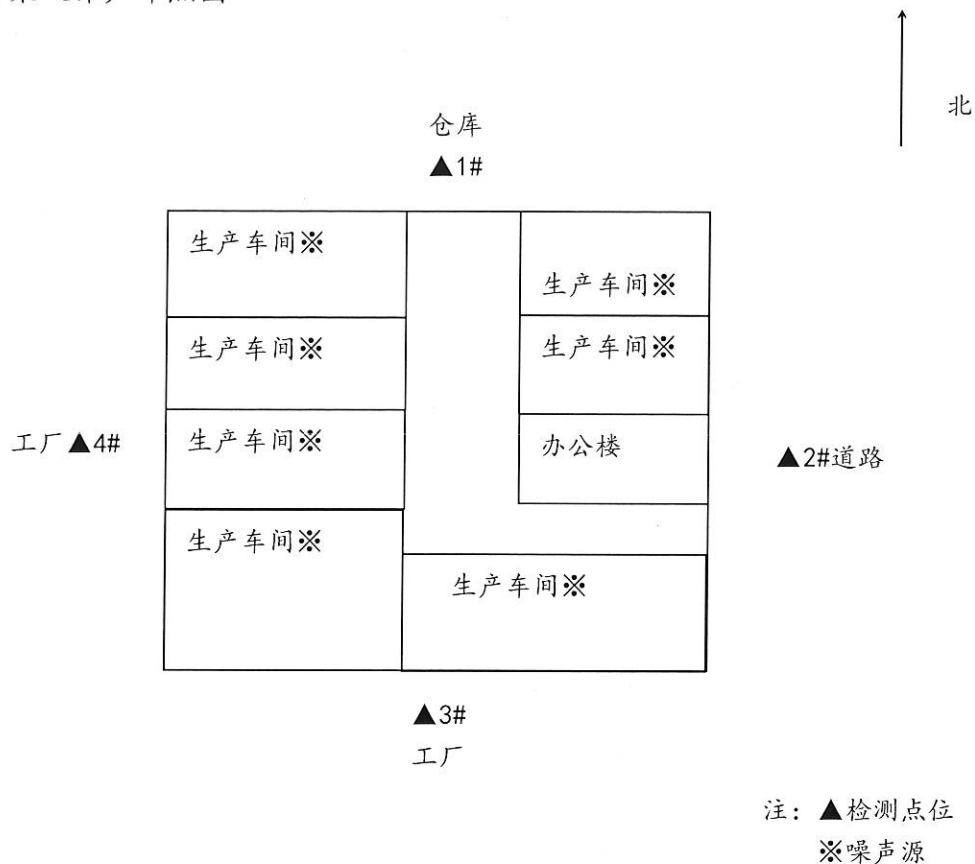 北
仓库
▲1#
生产车间※
生产车间※
生产车间※
生产车间※
工厂▲4#
生产车间※
办公楼
▲2#道路
生产车间※
生产车间※
▲3#
工厂
注：▲检测点位
※噪声源